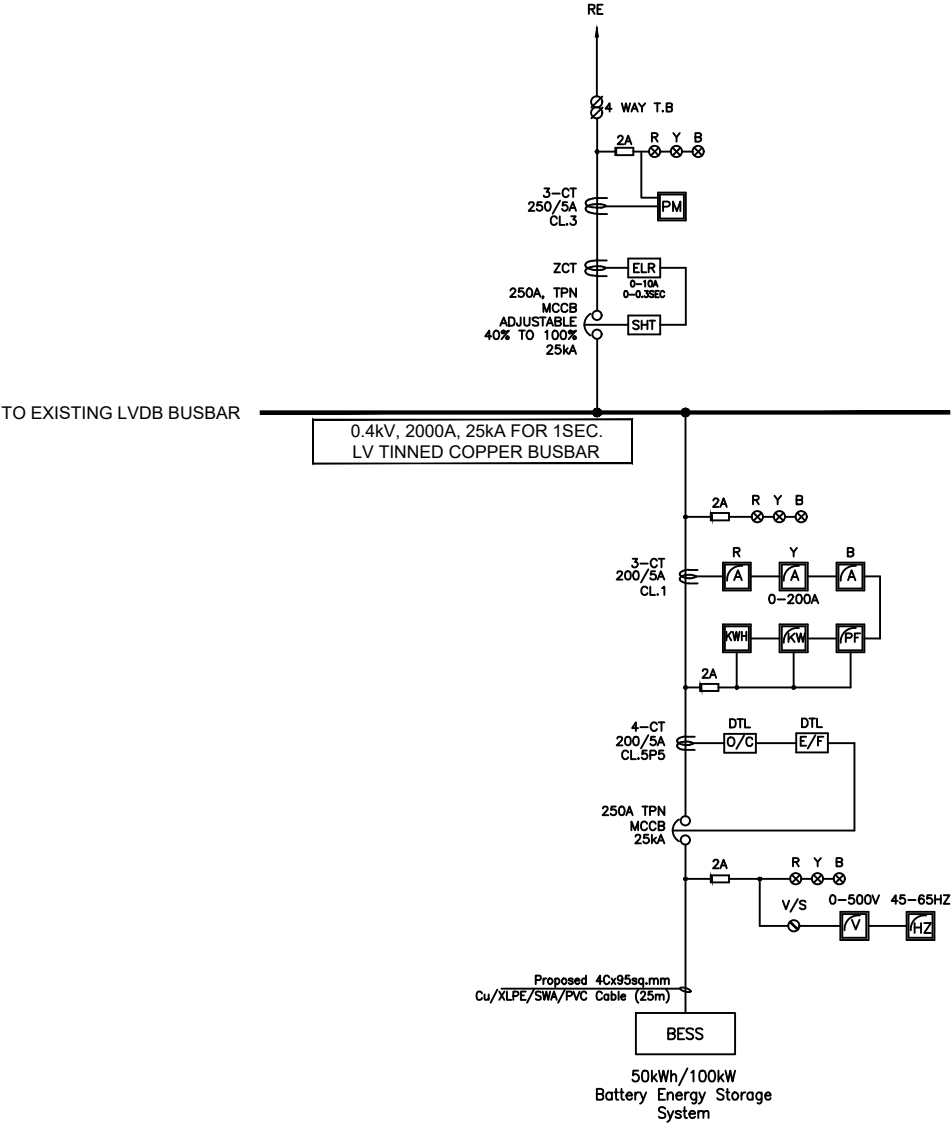 RE
4 WAY T.B
2A
R Y B
3-CT
250/5A
CL.3
PM
ZCT
ELR
0-10A
0-0.3SEC
250A, TPN
MCCB
ADJUSTABLE
40% TO 100%
25kA
SHT
TO EXISTING LVDB BUSBAR
0.4kV, 2000A, 25kA FOR 1SEC.
LV TINNED COPPER BUSBAR
2A
R Y B
3-CT
200/5A
CL.1
R Y B
A A A
0-200A
KWH KW PF
2A
4-CT
200/5A
CL.5P5
DTL DTL
O/C E/F
250A TPN
MCCB
25kA
2A
R Y B
V/S
0-500V 45-65HZ
V HZ
Proposed 4Cx95sq.mm
Cu/XLPE/SWA/PVC Cable (25m)
BESS
50kWh/100kW
Battery Energy Storage
System